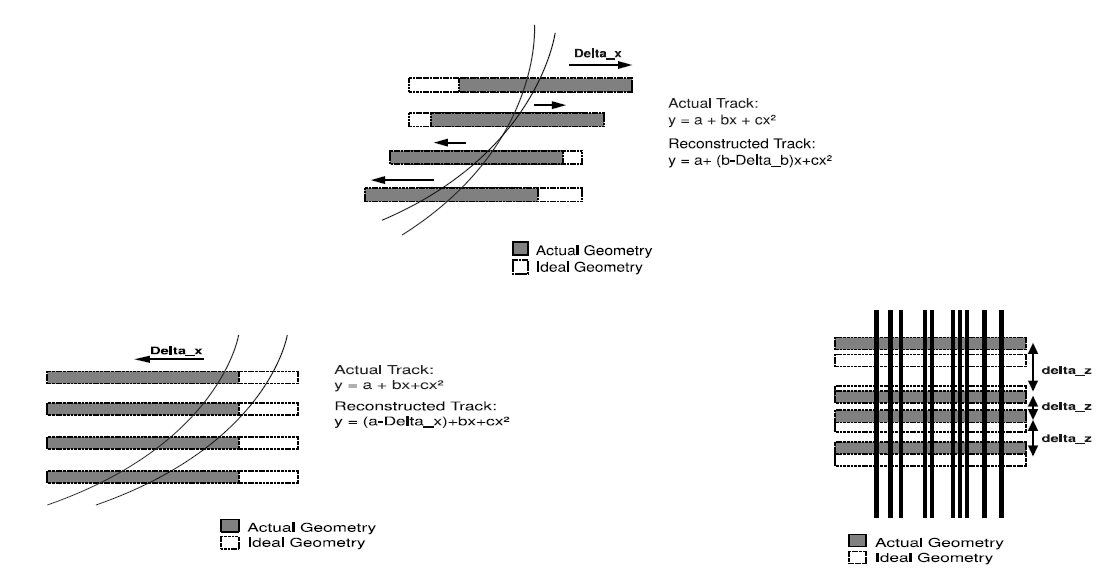 Delta_x
Actual Track:
y = a + bx + cx²
Reconstructed Track:
y = a+ (b-Delta_b)x+cx²
Actual Geometry
Ideal Geometry
Delta_x
Actual Track:
y = a + bx+cx²
Reconstructed Track:
y = (a-Delta_x)+bx+cx²
Actual Geometry
Ideal Geometry
delta_z
delta_z
delta_z
Actual Geometry
Ideal Geometry